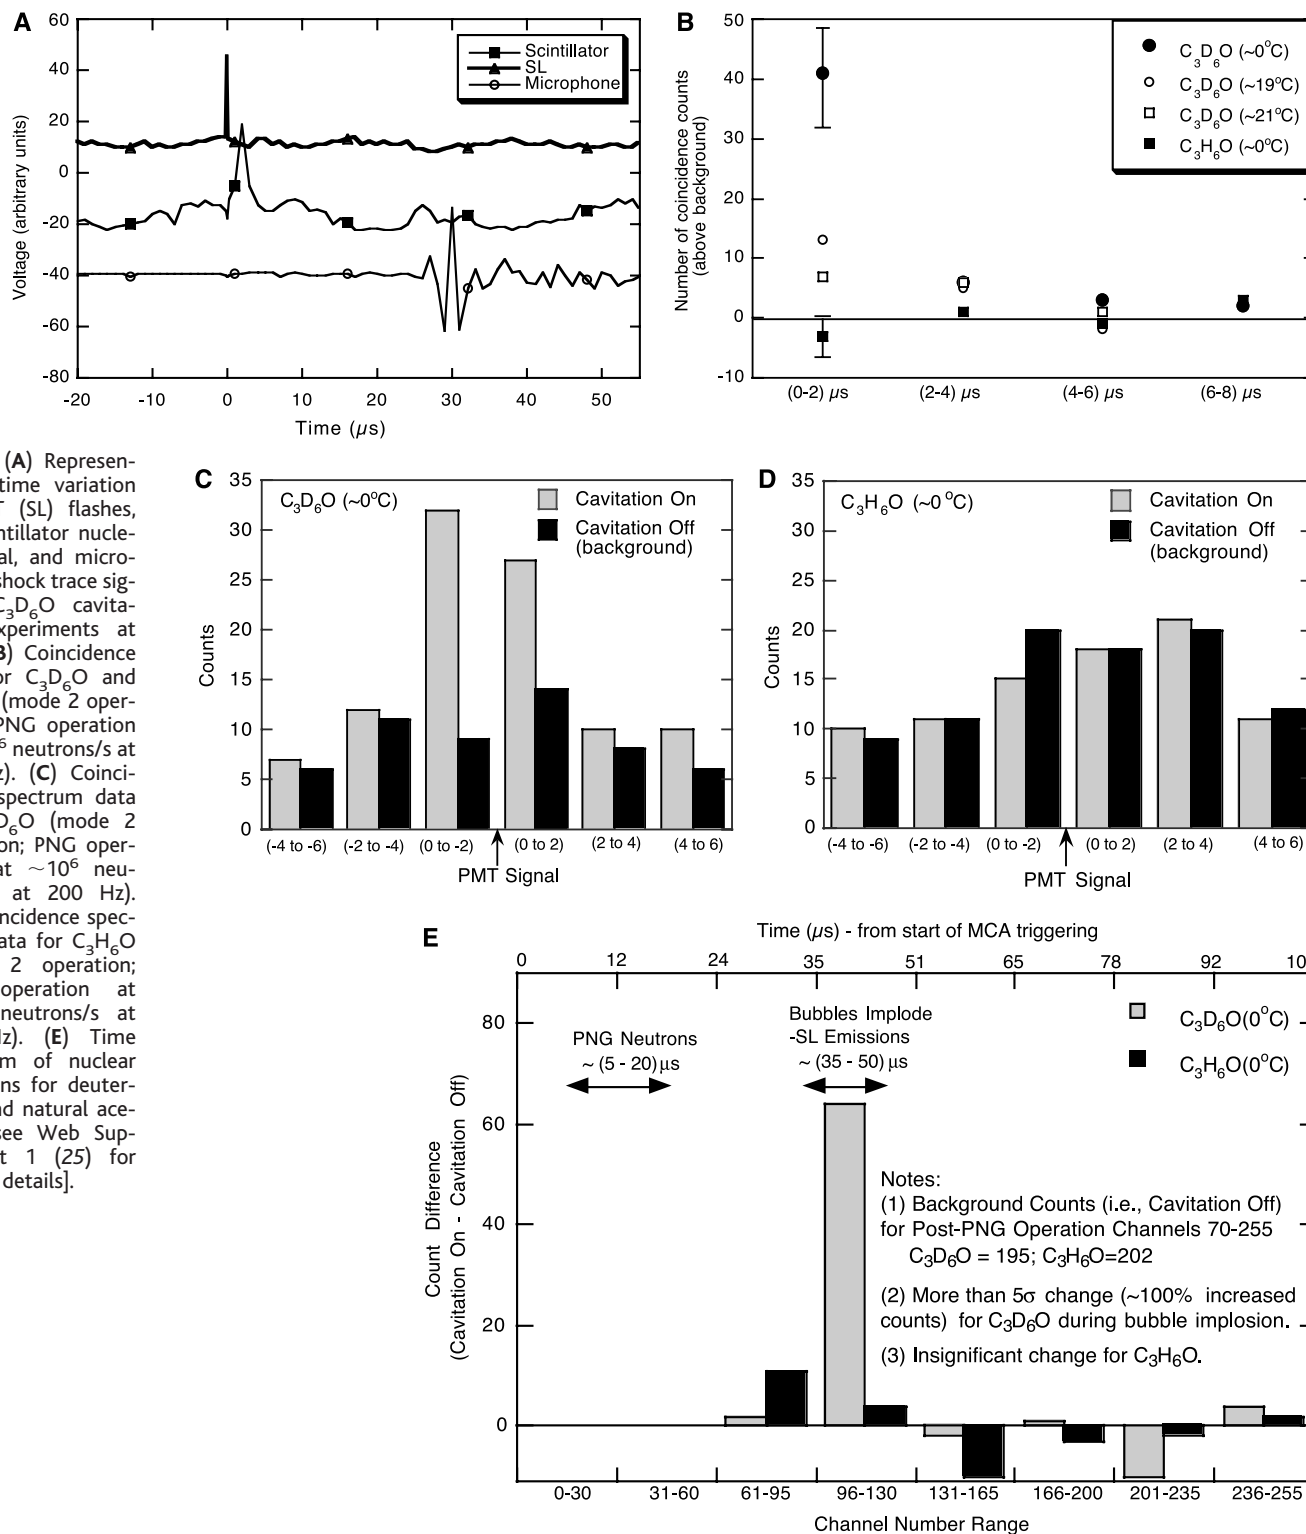 A
60
40
20
0
-20
-40
-60
-80
Voltage (arbitrary units)
Scintillator
SL
Microphone
-20 -10 0 10 20 30 40 50
Time (µs)
B
50
40
30
20
10
0
-10
Number of coincidence counts
(above background)
C3D6O (~0°C)
C3D6O (~19°C)
C3D6O (~21°C)
C3H6O (~0°C)
(0-2) µs (2-4) µs (4-6) µs (6-8) µs
(A) Represen-
time variation
T (SL) flashes,
ntillator nucle-
al, and micro-
shock trace sig-
C3D6O cavita-
xperiments at
B) Coincidence
or C3D6O and
(mode 2 oper-
PNG operation
6 neutrons/s at
z). (C) Coinci-
spectrum data
D6O (mode 2
on; PNG oper-
at ~10⁶ neu-
at 200 Hz).
incidence spec-
ata for C3H6O
2 operation;
operation at
neutrons/s at
Hz). (E) Time
m of nuclear
ns for deuter-
nd natural ace-
see Web Sup-
t 1 (25) for
details].
C
35
30
25
20
15
10
5
0
Counts
C3D6O (~0°C)
Cavitation On
Cavitation Off
(background)
(-4 to -6) (-2 to -4) (0 to -2) (0 to 2) (2 to 4) (4 to 6)
PMT Signal
D
35
30
25
20
15
10
5
0
Counts
C3H6O (~0°C)
Cavitation On
Cavitation Off
(background)
(-4 to -6) (-2 to -4) (0 to -2) (0 to 2) (2 to 4) (4 to 6)
PMT Signal
E
Time (µs) - from start of MCA triggering
0 12 24 35 51 65 78 92 10
80
60
40
20
0
Count Difference
(Cavitation On - Cavitation Off)
PNG Neutrons
~ (5 - 20) µs
Bubbles Implode
-SL Emissions
~ (35 - 50) µs
C3D6O(0°C)
C3H6O(0°C)
Notes:
(1) Background Counts (i.e., Cavitation Off)
for Post-PNG Operation Channels 70-255
C3D6O = 195; C3H6O=202
(2) More than 5σ change (~100% increased
counts) for C3D6O during bubble implosion.
(3) Insignificant change for C3H6O.
0-30 31-60 61-95 96-130 131-165 166-200 201-235 236-255
Channel Number Range